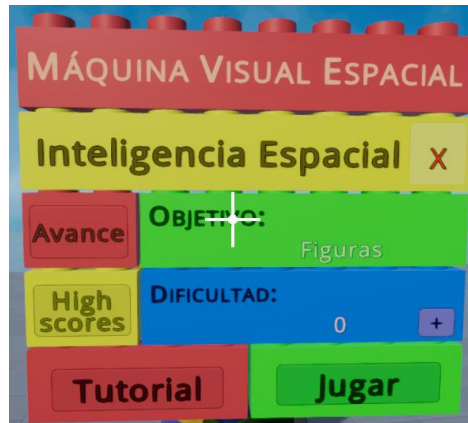 MÁQUINA VISUAL ESPACIAL
Inteligencia Espacial X
Avance
OBJETIVO:
Figuras
High
scores
DIFICULTAD:
0 +
Tutorial
Jugar